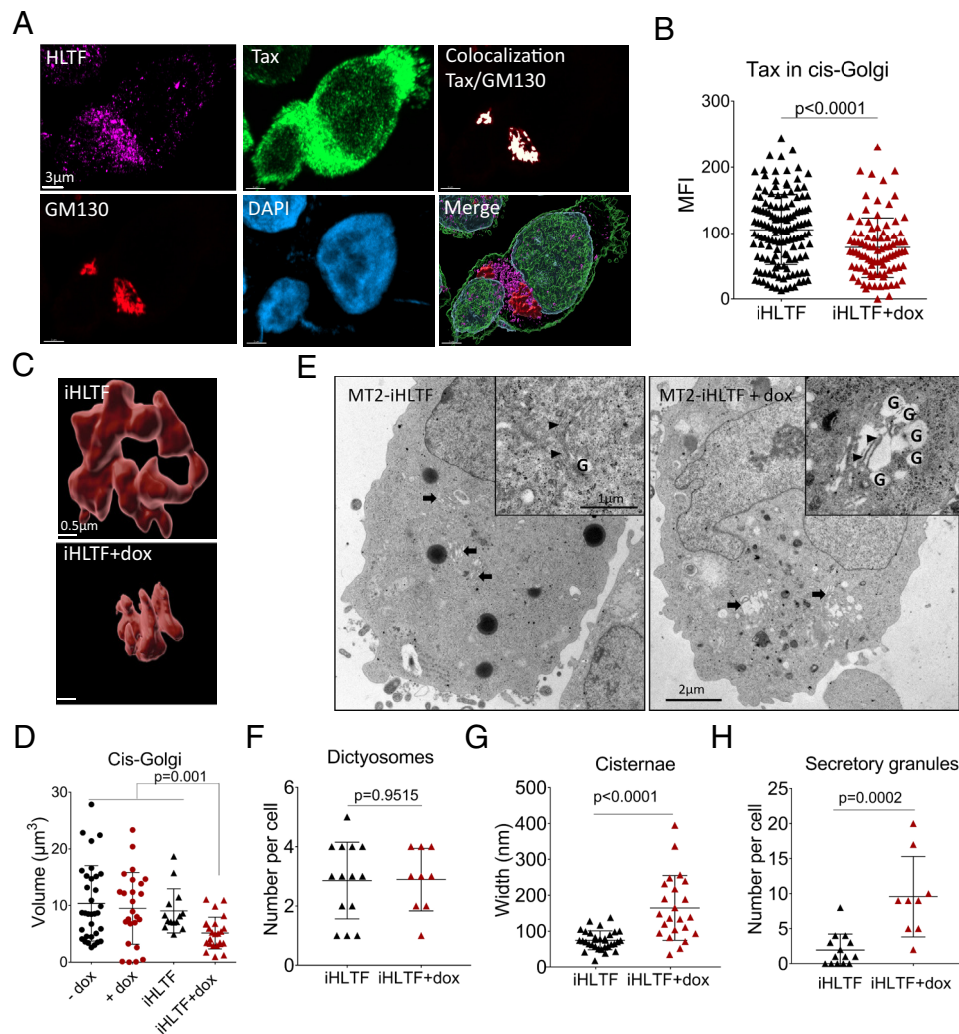 A
HLTF
3µm
Tax
Colocalization
Tax/GM130
GM130
DAPI
Merge
B
Tax in cis-Golgi
p<0.0001
MFI
300
200
100
0
iHLTF
iHLTF+dox
C
iHLTF
0.5µm
iHLTF+dox
E
MT2-iHLTF
G
1µm
MT2-iHLTF + dox
G
G
G
G
G
2µm
D
Cis-Golgi
p=0.001
Volume (µm³)
30
20
10
0
- dox
+ dox
iHLTF
iHLTF+dox
F
Dictyosomes
p=0.9515
Number per cell
6
4
2
0
iHLTF
iHLTF+dox
G
Cisternae
p<0.0001
Width (nm)
500
400
300
200
100
0
iHLTF
iHLTF+dox
H
Secretory granules
p=0.0002
Number per cell
25
20
15
10
5
0
iHLTF
iHLTF+dox